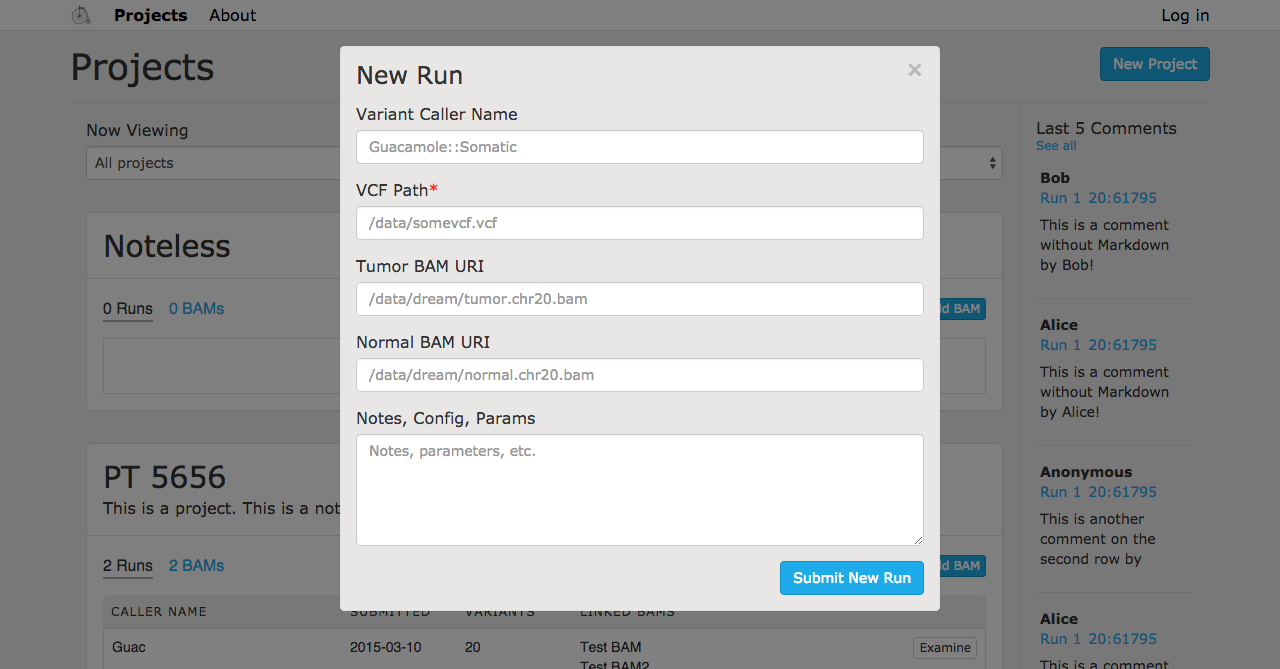 Projects About Log in
Projects
New Project
Now Viewing
All projects
Noteless
0 Runs 0 BAMs
BAM
PT 5656
This is a project. This is a
2 Runs 2 BAMs
BAM
CALLER NAME SUBMITTED VARIANTS LINKED BAMS
Guac 2015-03-10 20 Test BAM Examine
Test BAM2
New Run ×
Variant Caller Name
Guacamole::Somatic
VCF Path*
/data/somevcf.vcf
Tumor BAM URI
/data/dream/tumor.chr20.bam
Normal BAM URI
/data/dream/normal.chr20.bam
Notes, Config, Params
Notes, parameters, etc.
Submit New Run
Last 5 Comments
See all
Bob
Run 1 20:61795
This is a comment
without Markdown
by Bob!
Alice
Run 1 20:61795
This is a comment
without Markdown
by Alice!
Anonymous
Run 1 20:61795
This is another
comment on the
second row by
Alice
Run 1 20:61795
This is a comment